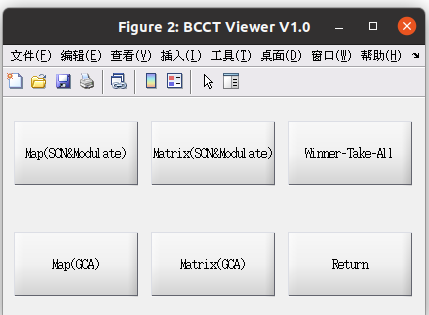 Figure 2: BCCT Viewer V1.0
文件(F) 编辑(E) 查看(V) 插入(I) 工具(T) 桌面(D) 窗口(W) 帮助(H)
Map(SCN&Modulate) Matrix(SCN&Modulate) Winner-Take-All
Map(GCA) Matrix(GCA) Return